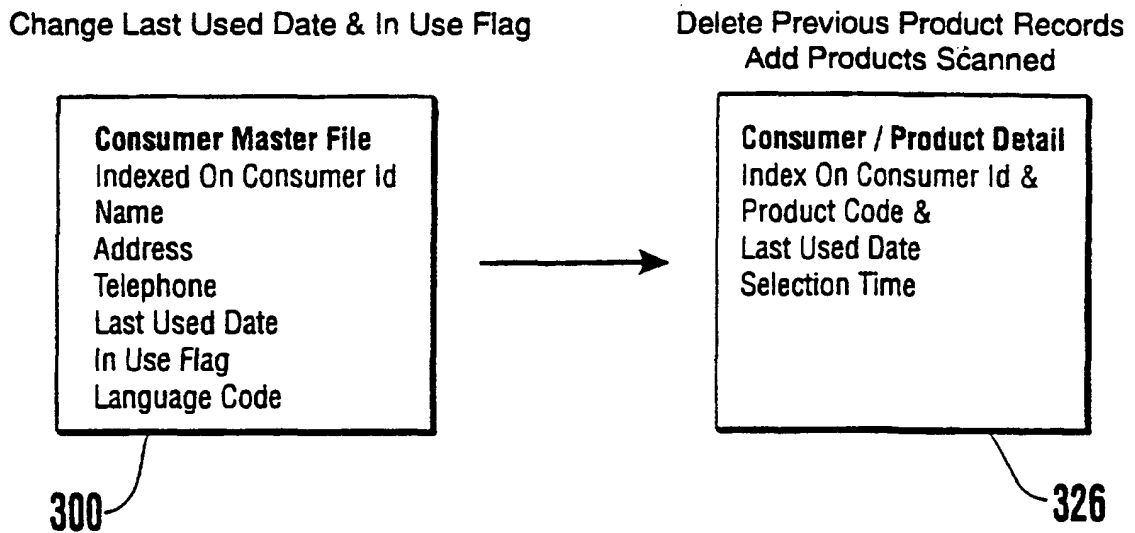 Change Last Used Date & In Use Flag
Delete Previous Product Records
Add Products Scanned
Consumer Master File
Indexed On Consumer Id
Name
Address
Telephone
Last Used Date
In Use Flag
Language Code
300
Consumer / Product Detail
Index On Consumer Id &
Product Code &
Last Used Date
Selection Time
326